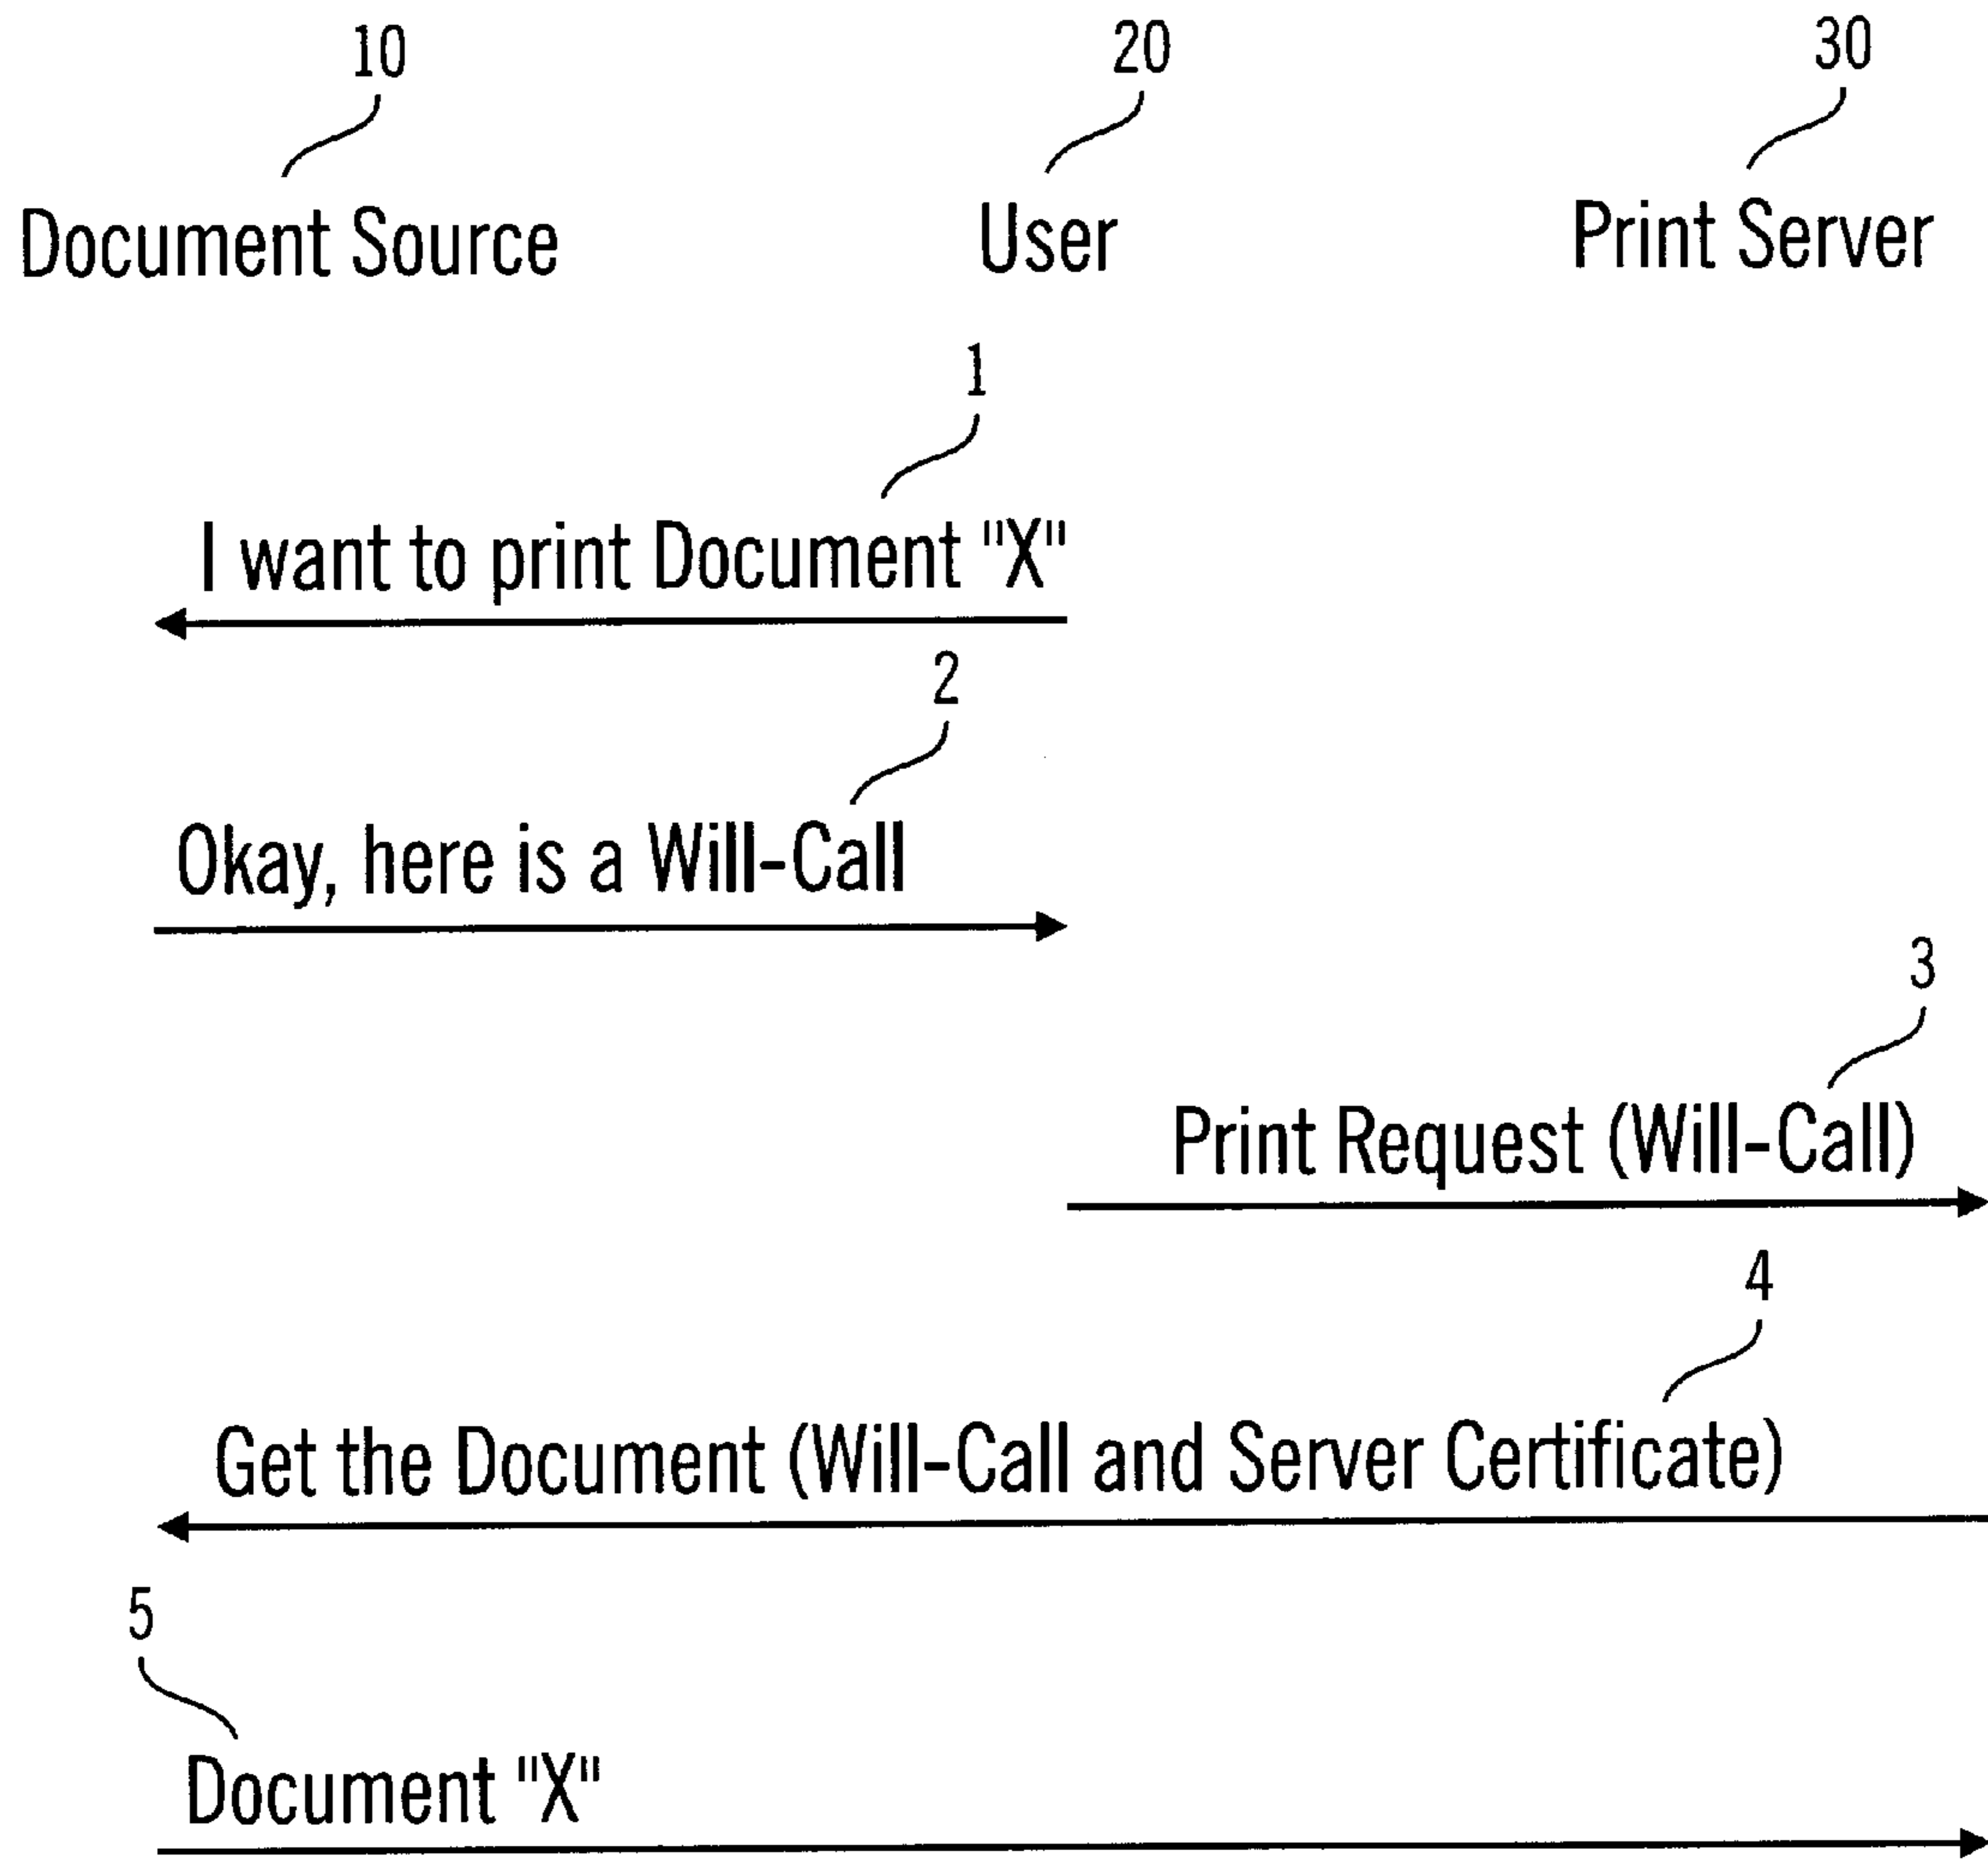 10 20 30
Document Source User Print Server
1
I want to print Document "X"
2
Okay, here is a Will-Call
3
Print Request (Will-Call)
4
Get the Document (Will-Call and Server Certificate)
5
Document "X"